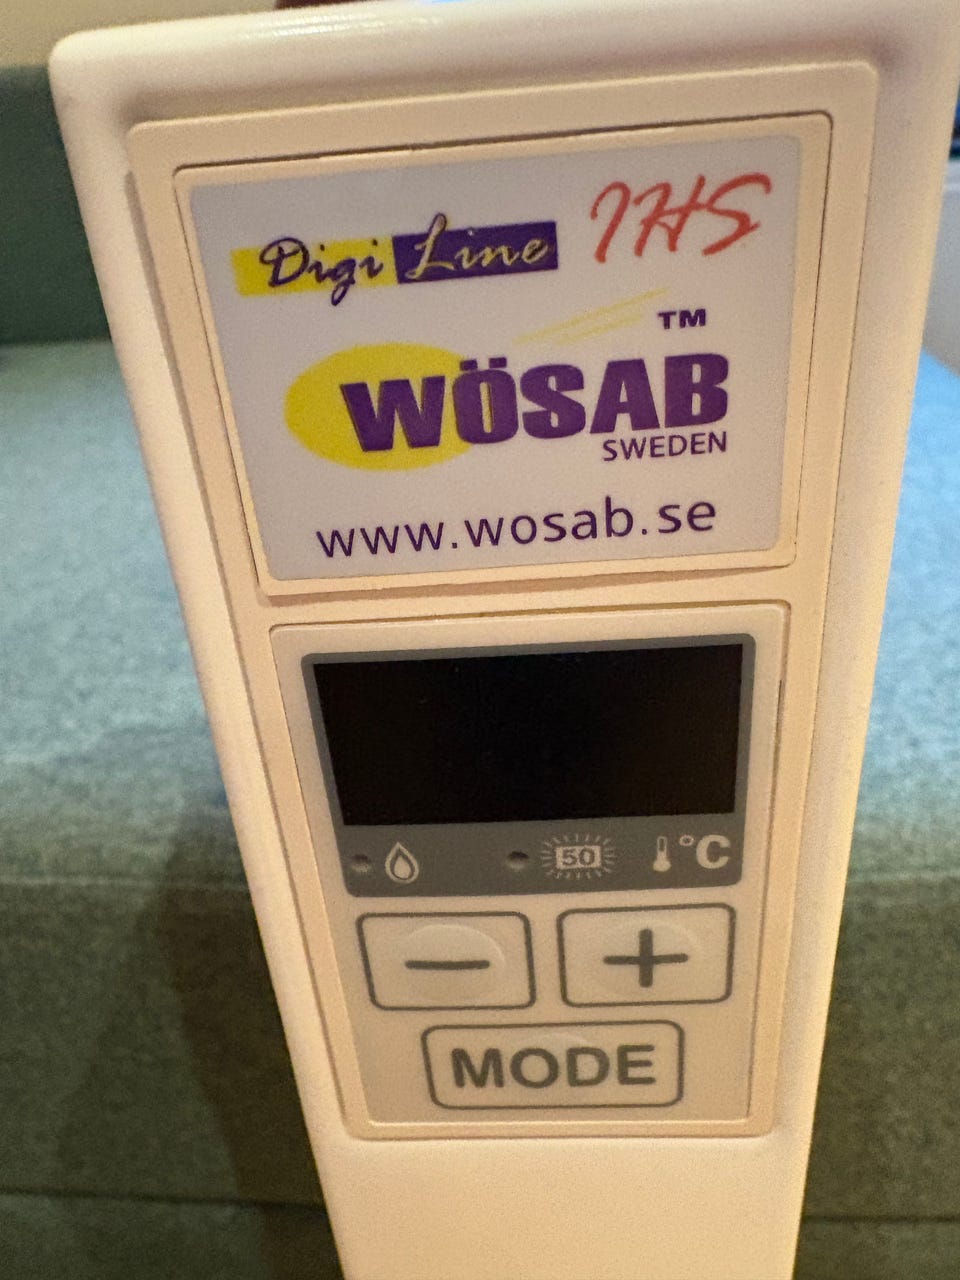 Digi Line IHS
TM
WÖSAB
SWEDEN
www.wosab.se
50 °C
− +
MODE